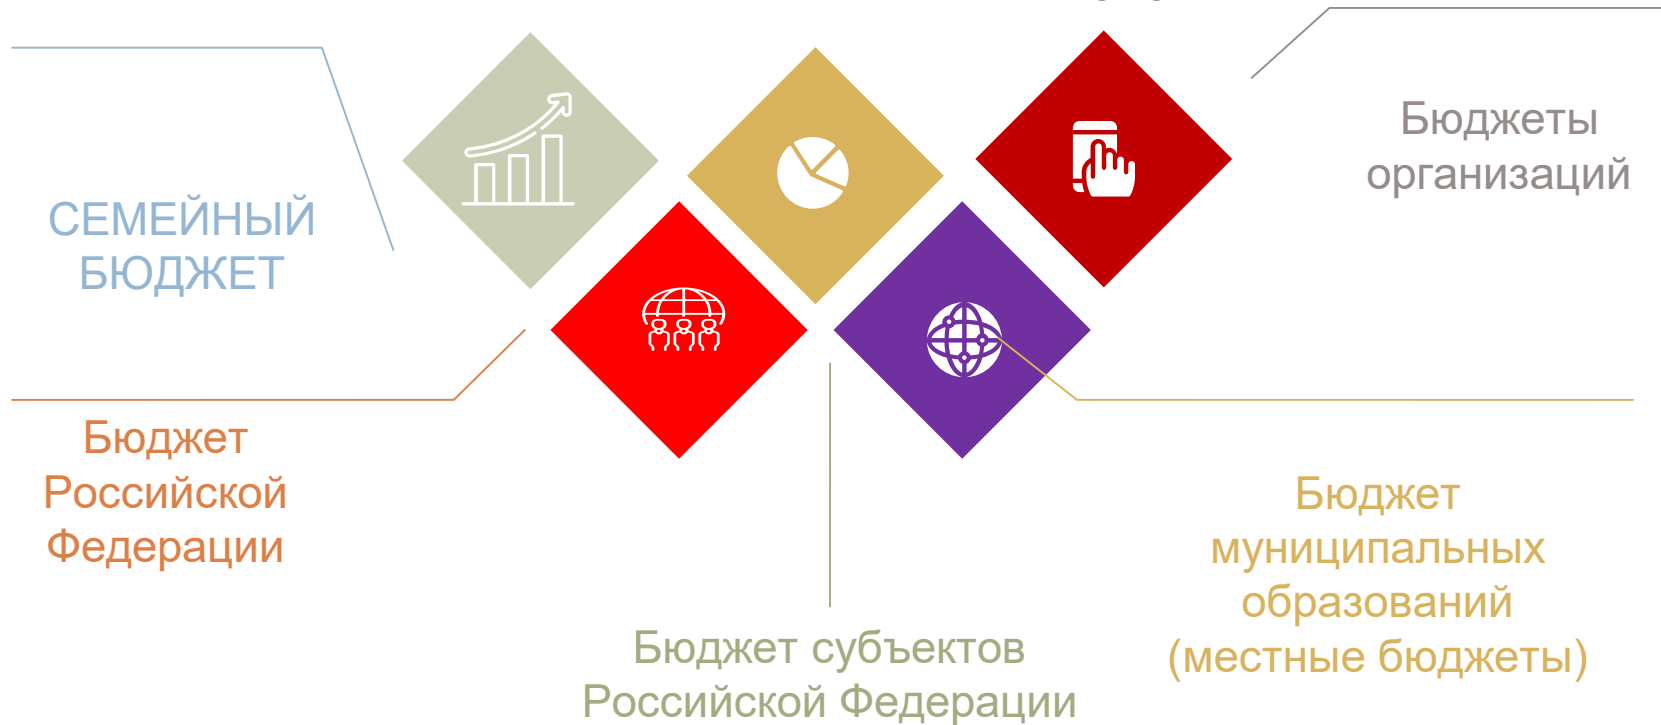 СЕМЕЙНЫЙ
БЮДЖЕТ
Бюджеты
организаций
Бюджет
Российской
Федерации
Бюджет субъектов
Российской Федерации
Бюджет
муниципальных
образований
(местные бюджеты)